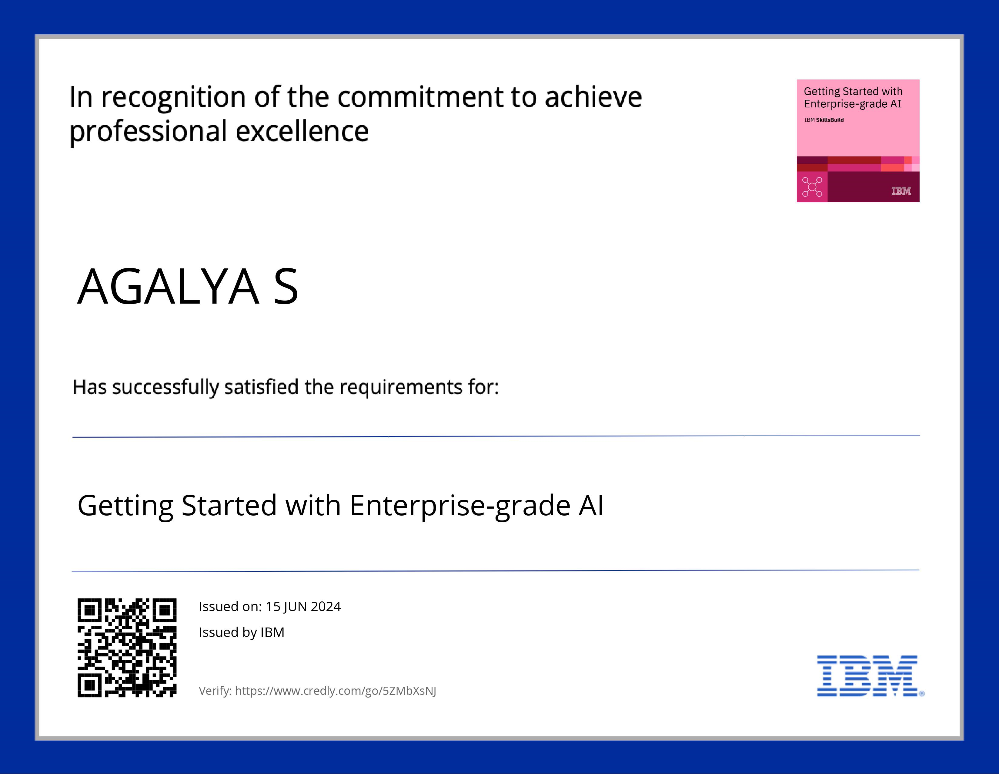 In recognition of the commitment to achieve
professional excellence
Getting Started with
Enterprise-grade AI
IBM SkillsBuild
IBM
AGALYA S
Has successfully satisfied the requirements for:
Getting Started with Enterprise-grade AI
Issued on: 15 JUN 2024
Issued by IBM
Verify: https://www.credly.com/go/5ZMbXsNJ
IBM®